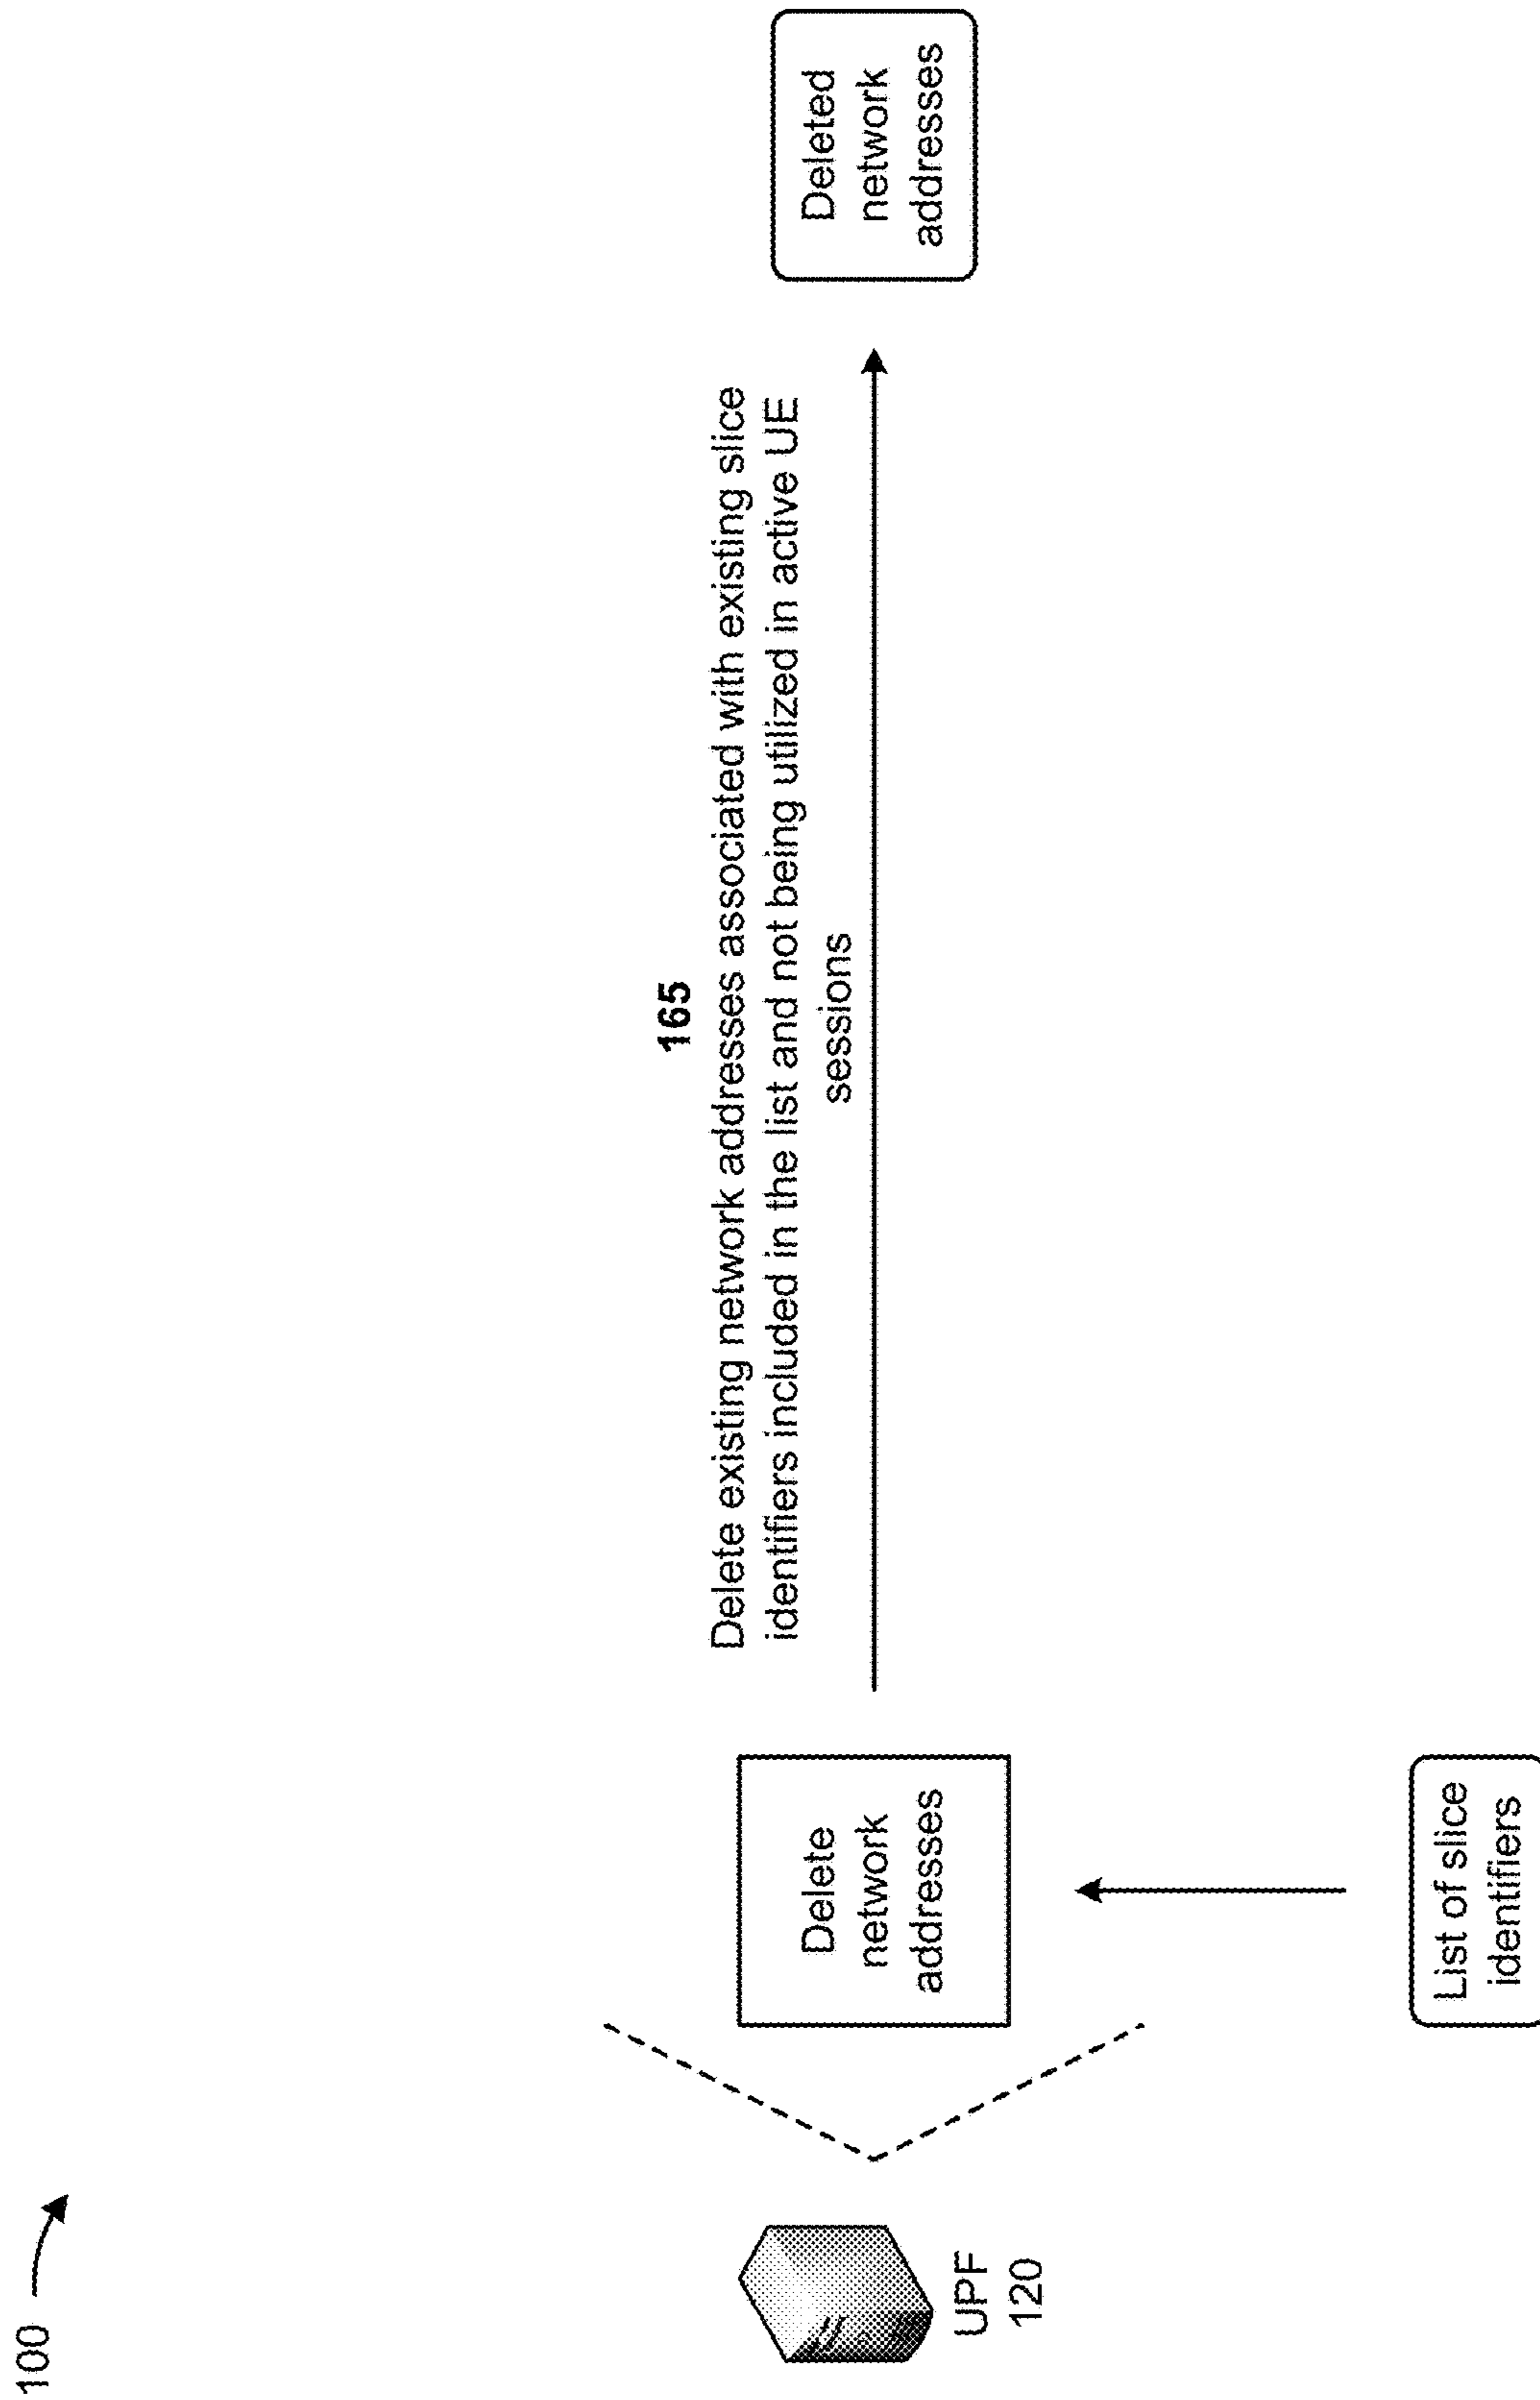 100
165
Delete existing network addresses associated with existing slice
identifiers included in the list and not being utilized in active UE
sessions
Delete
network
addresses
Deleted
network
addresses
UPF
120
List of slice
identifiers